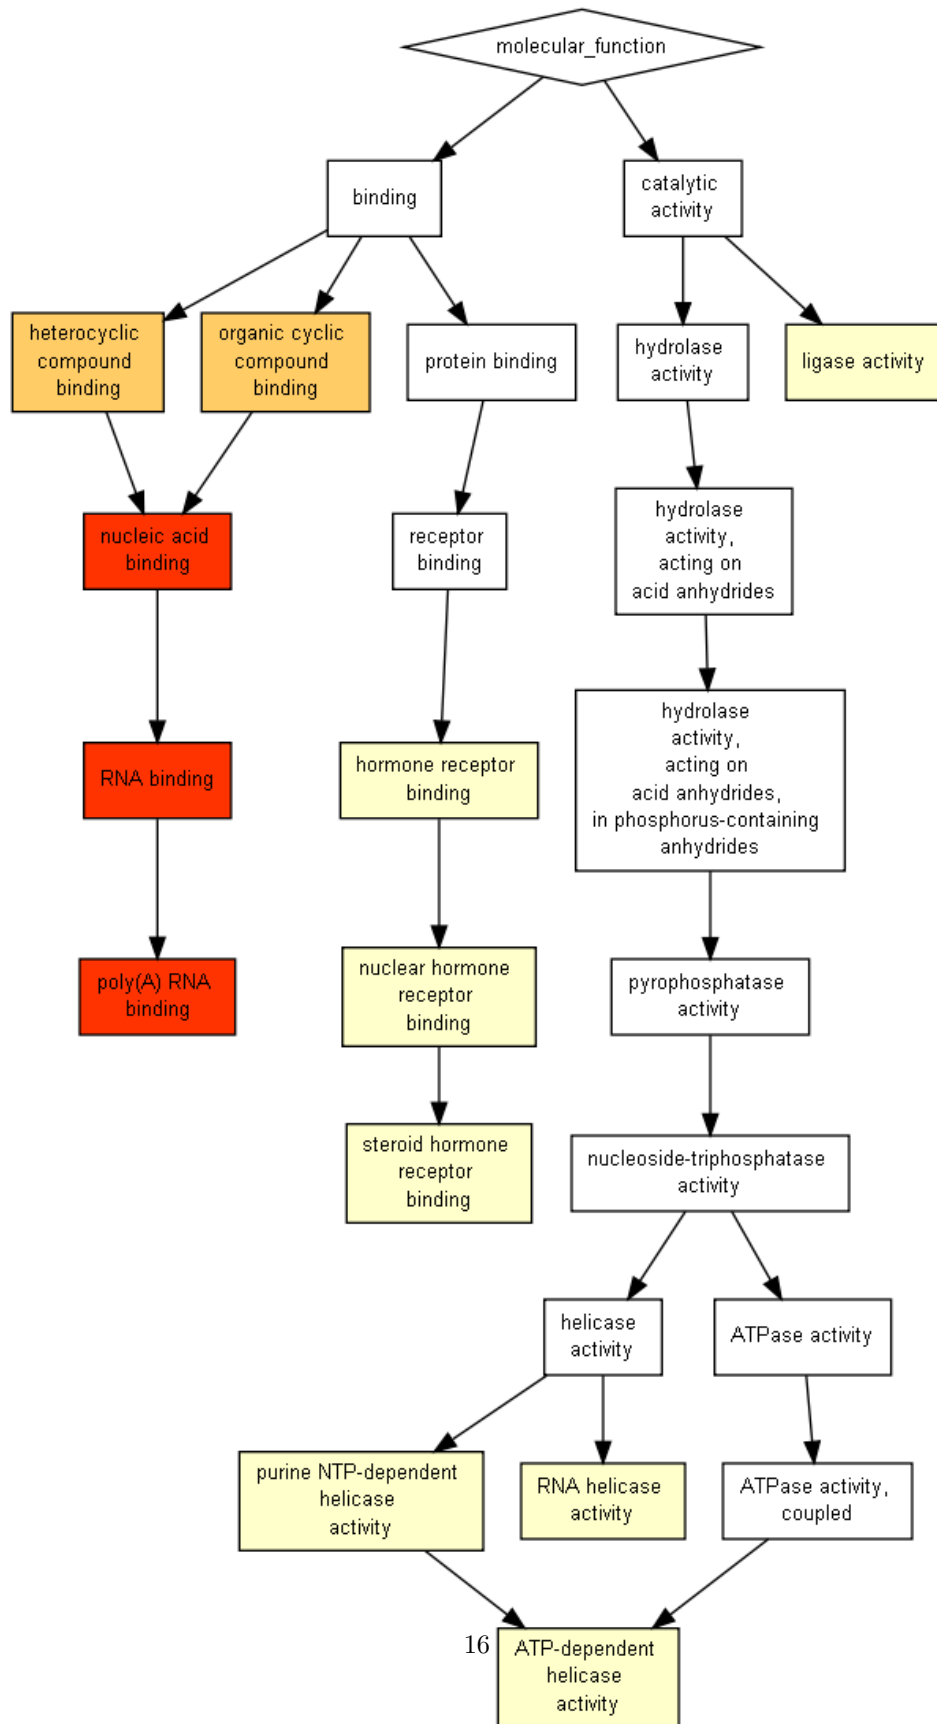 molecular_function
binding
catalytic
activity
heterocyclic
compound
binding
organic cyclic
compound
binding
protein binding
hydrolase
activity
ligase activity
nucleic acid
binding
receptor
binding
hydrolase
activity,
acting on
acid anhydrides
RNA binding
hormone receptor
binding
hydrolase
activity,
acting on
acid anhydrides,
in phosphorus-containing
anhydrides
poly(A) RNA
binding
nuclear hormone
receptor
binding
pyrophosphatase
activity
steroid hormone
receptor
binding
nucleoside-triphosphatase
activity
helicase
activity
ATPase activity
purine NTP-dependent
helicase
activity
RNA helicase
activity
ATPase activity,
coupled
16
ATP-dependent
helicase
activity